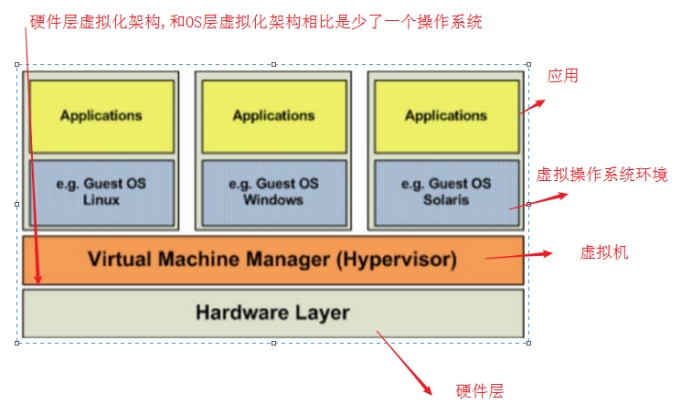 硬件层虚拟化架构,和OS层虚拟化架构相比是少了一个操作系统
应用
Applications
Applications
Applications
虚拟操作系统环境
e.g. Guest OS
Linux
e.g. Guest OS
Windows
e.g. Guest OS
Solaris
Virtual Machine Manager (Hypervisor)
虚拟机
Hardware Layer
硬件层